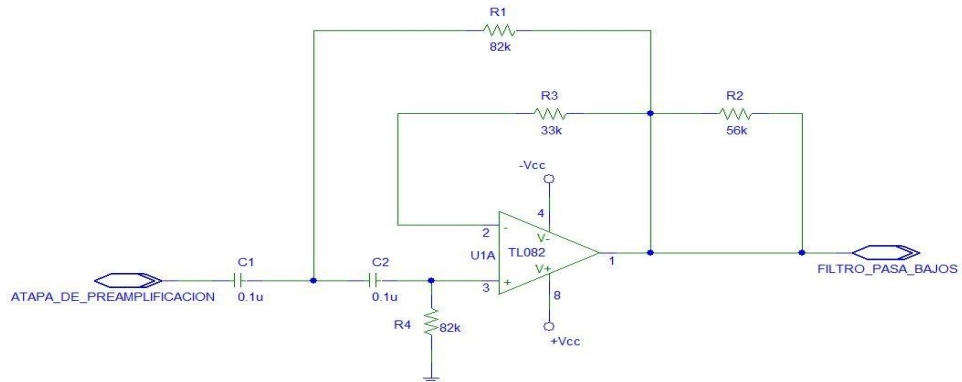 R1
82k
R3
33k
R2
56k
-Vcc
4
2
-
V-
U1A
TL082
1
V+
3
+
8
+Vcc
C1
0.1u
C2
0.1u
R4
82k
ATAPA_DE_PREAMPLIFICACION
FILTRO_PASA_BAJOS